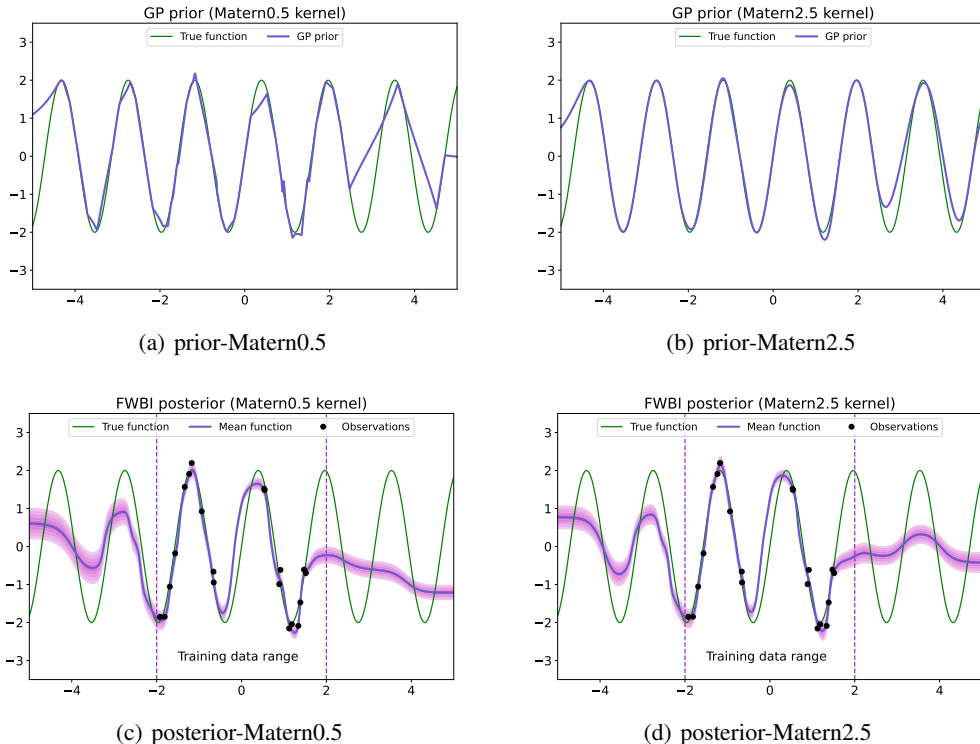 GP prior (Matern0.5 kernel)
True function GP prior
3
2
1
0
−1
−2
−3
−4 −2 0 2 4
(a) prior-Matern0.5
GP prior (Matern2.5 kernel)
True function GP prior
3
2
1
0
−1
−2
−3
−4 −2 0 2 4
(b) prior-Matern2.5
FWBI posterior (Matern0.5 kernel)
True function Mean function Observations
3
2
1
0
−1
−2
−3
Training data range
−4 −2 0 2 4
(c) posterior-Matern0.5
FWBI posterior (Matern2.5 kernel)
True function Mean function Observations
3
2
1
0
−1
−2
−3
Training data range
−4 −2 0 2 4
(d) posterior-Matern2.5